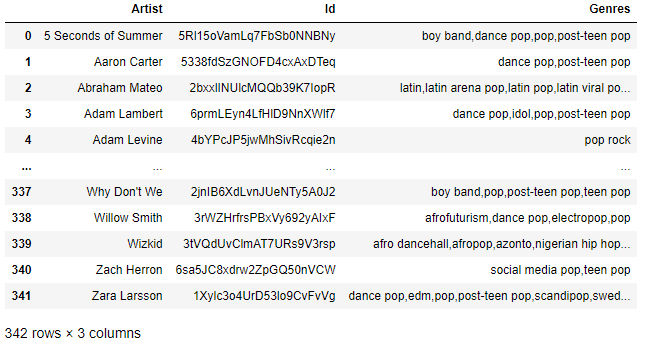 Artist Id Genres
0 5 Seconds of Summer 5Rl15oVamLq7FbSb0NNBNy boy band,dance pop,pop,post-teen pop
1 Aaron Carter 5338fdSzGNOFD4cxAxDTeq dance pop,post-teen pop
2 Abraham Mateo 2bxxlINUlcMQQb39K7IopR latin,latin arena pop,latin pop,latin viral po...
3 Adam Lambert 6prmLEyn4LfHlD9NnXWlf7 dance pop,idol,pop,post-teen pop
4 Adam Levine 4bYPcJP5jwMhSivRcqie2n pop rock
... ... ... ...
337 Why Don't We 2jnIB6XdLvnJUeNTy5A0J2 boy band,pop,post-teen pop,teen pop
338 Willow Smith 3rWZHrfrsPBxVy692yAIxF afrofuturism,dance pop,electropop,pop
339 Wizkid 3tVQdUvClmAT7URs9V3rsp afro dancehall,afropop,azonto,nigerian hip hop...
340 Zach Herron 6sa5JC8xdrw2ZpGQ50nVCW social media pop,teen pop
341 Zara Larsson 1Xylc3o4UrD53lo9CvFvVg dance pop,edm,pop,post-teen pop,scandipop,swed...
342 rows × 3 columns